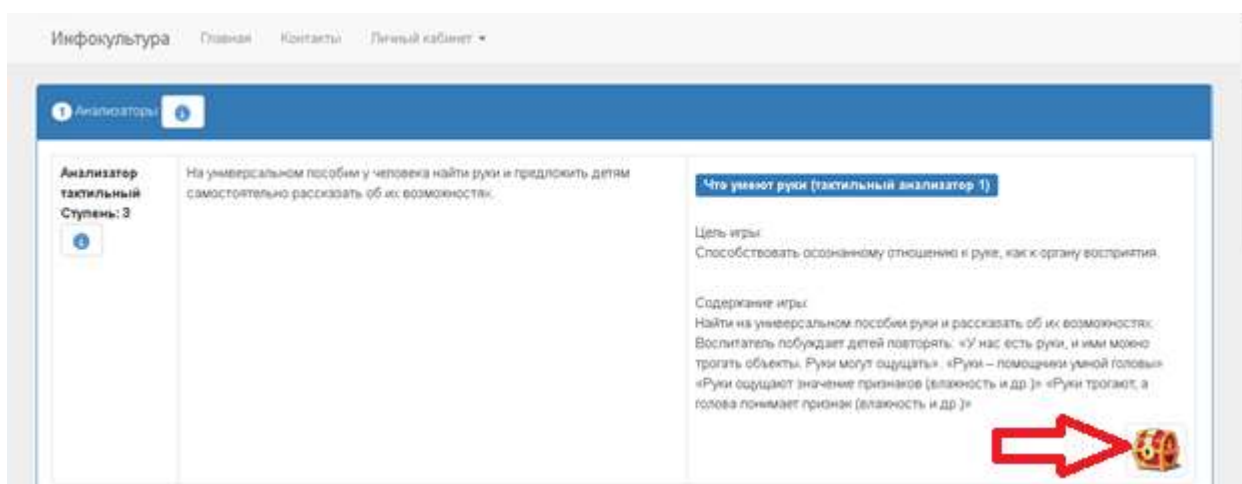 Инфокультура Главная Контакты Личный кабинет
1 Анализаторы
Анализатор
тактильный
Ступень: 3
На универсальном пособии у человека найти руки и предложить детям
самостоятельно рассказать об их возможностях.
Что умеют руки (тактильный анализатор 1)
Цель игры:
Способствовать осознанному отношению к руке, как к органу восприятия.
Содержание игры:
Найти на универсальном пособии руки и рассказать об их возможностях.
Воспитатель побуждает детей повторять: «У нас есть руки, и ими можно
трогать объекты. Руки могут ощущать». «Руки – помощники умной головы»
«Руки ощущают значение признаков (влажность и др.)» «Руки трогают, а
голова понимает признак (влажность и др.)»